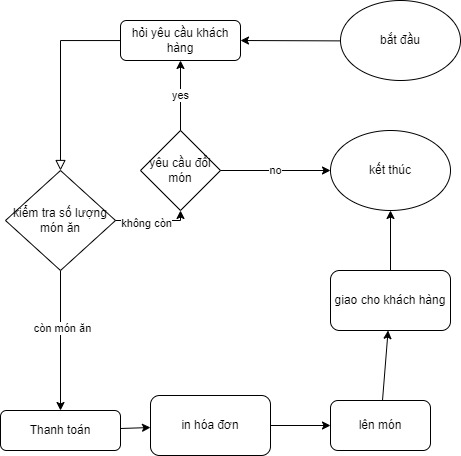 hỏi yêu cầu khách
hàng
bắt đầu
yes
yêu cầu đổi
món
no
kết thúc
kiểm tra số lượng
món ăn
không còn
giao cho khách hàng
còn món ăn
Thanh toán
in hóa đơn
lên món